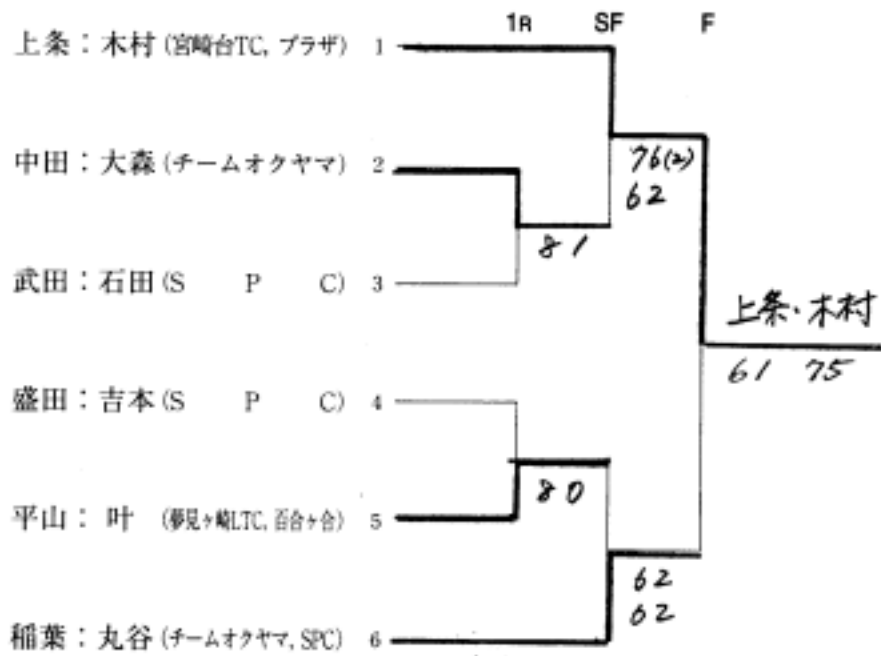 1R SF F
上条：木村(宮崎台TC, プラザ) 1
中田：大森(チームオクヤマ) 2
76(2)
62
81
武田：石田(S P C) 3
上条・木村
61 75
盛田：吉本(S P C) 4
80
平山：叶 (夢見ヶ崎LTC, 百合ヶ台) 5
62
62
稲葉：丸谷(チームオクヤマ, SPC) 6